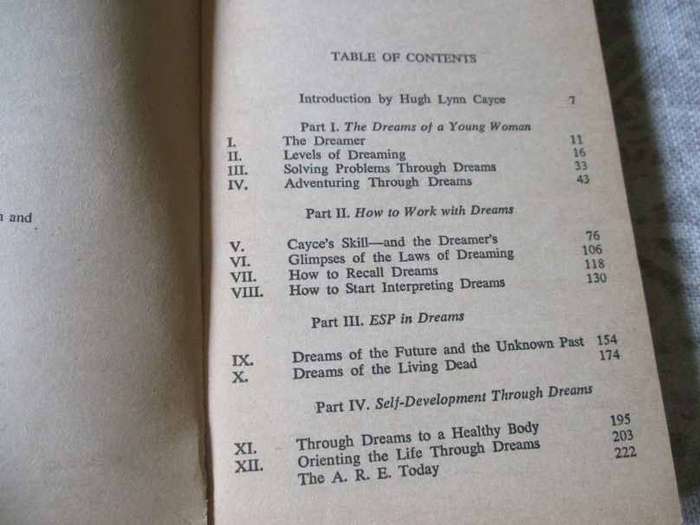 and
TABLE OF CONTENTS
Introduction by Hugh Lynn Cayce 7
Part I. The Dreams of a Young Woman
I. The Dreamer 11
II. Levels of Dreaming 16
III. Solving Problems Through Dreams 33
IV. Adventuring Through Dreams 43
Part II. How to Work with Dreams
V. Cayce's Skill—and the Dreamer's 76
VI. Glimpses of the Laws of Dreaming 106
VII. How to Recall Dreams 118
VIII. How to Start Interpreting Dreams 130
Part III. ESP in Dreams
IX. Dreams of the Future and the Unknown Past 154
X. Dreams of the Living Dead 174
Part IV. Self-Development Through Dreams
XI. Through Dreams to a Healthy Body 195
XII. Orienting the Life Through Dreams 203
The A. R. E. Today 222